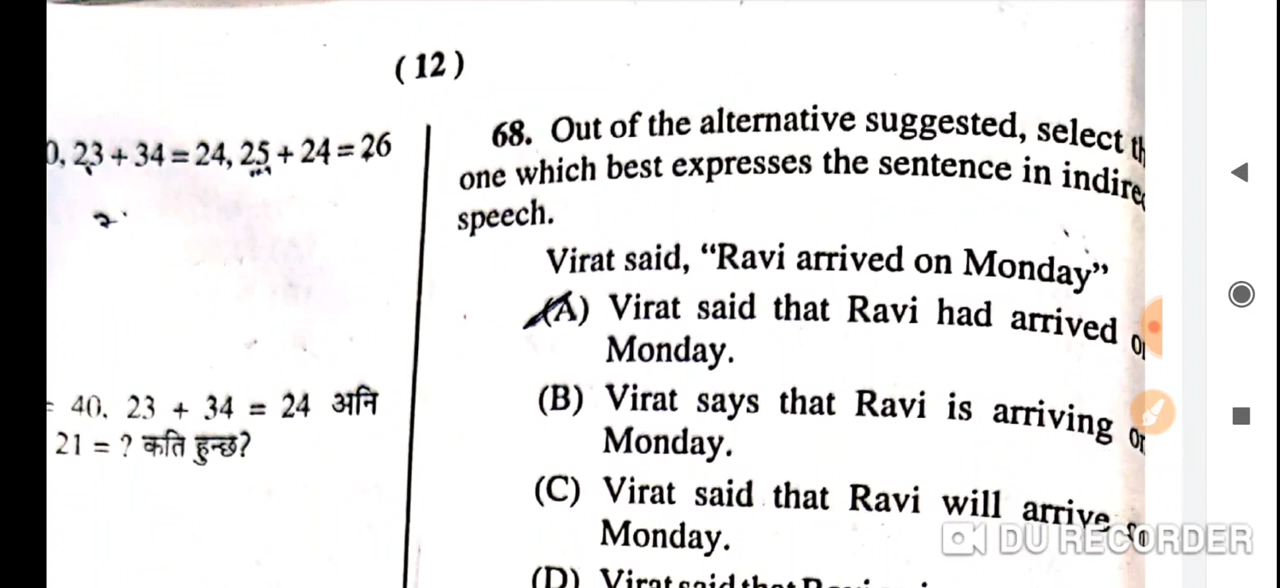 (12)
0, 23 + 34 = 24, 25 + 24 = 26
= 40, 23 + 34 = 24 अनि
21 = ? कति हुन्छ?
68. Out of the alternative suggested, select
one which best expresses the sentence in
speech.
Virat said, “Ravi arrived on Monday”
(A) Virat said that Ravi had arrived
Monday.
(B) Virat says that Ravi is arriving
Monday.
(C) Virat said that Ravi will arrive
Monday.
(D) Virat said that
DU RECORDER